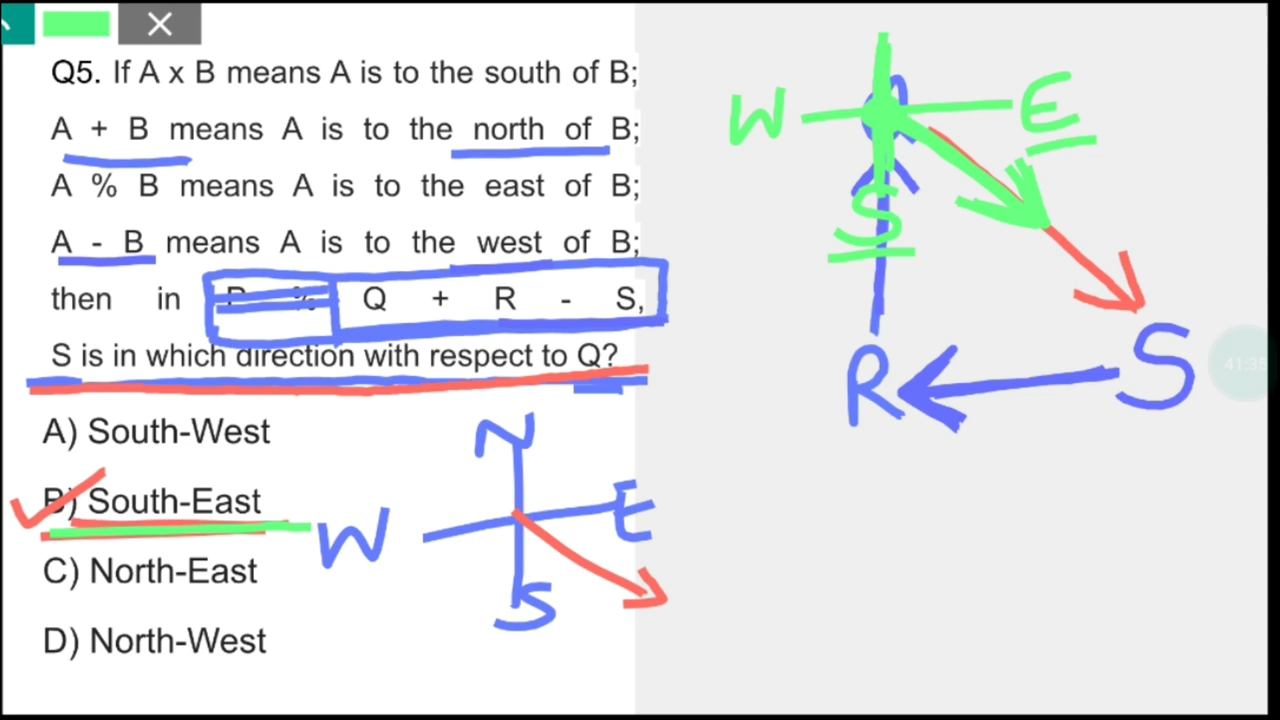 Q5. If A x B means A is to the south of B;
A + B means A is to the north of B;
A % B means A is to the east of B;
A - B means A is to the west of B;
then in P % Q + R - S,
S is in which direction with respect to Q?
A) South-West
B) South-East
C) North-East
D) North-West
N
W E
S
W E
S
R S
41:38